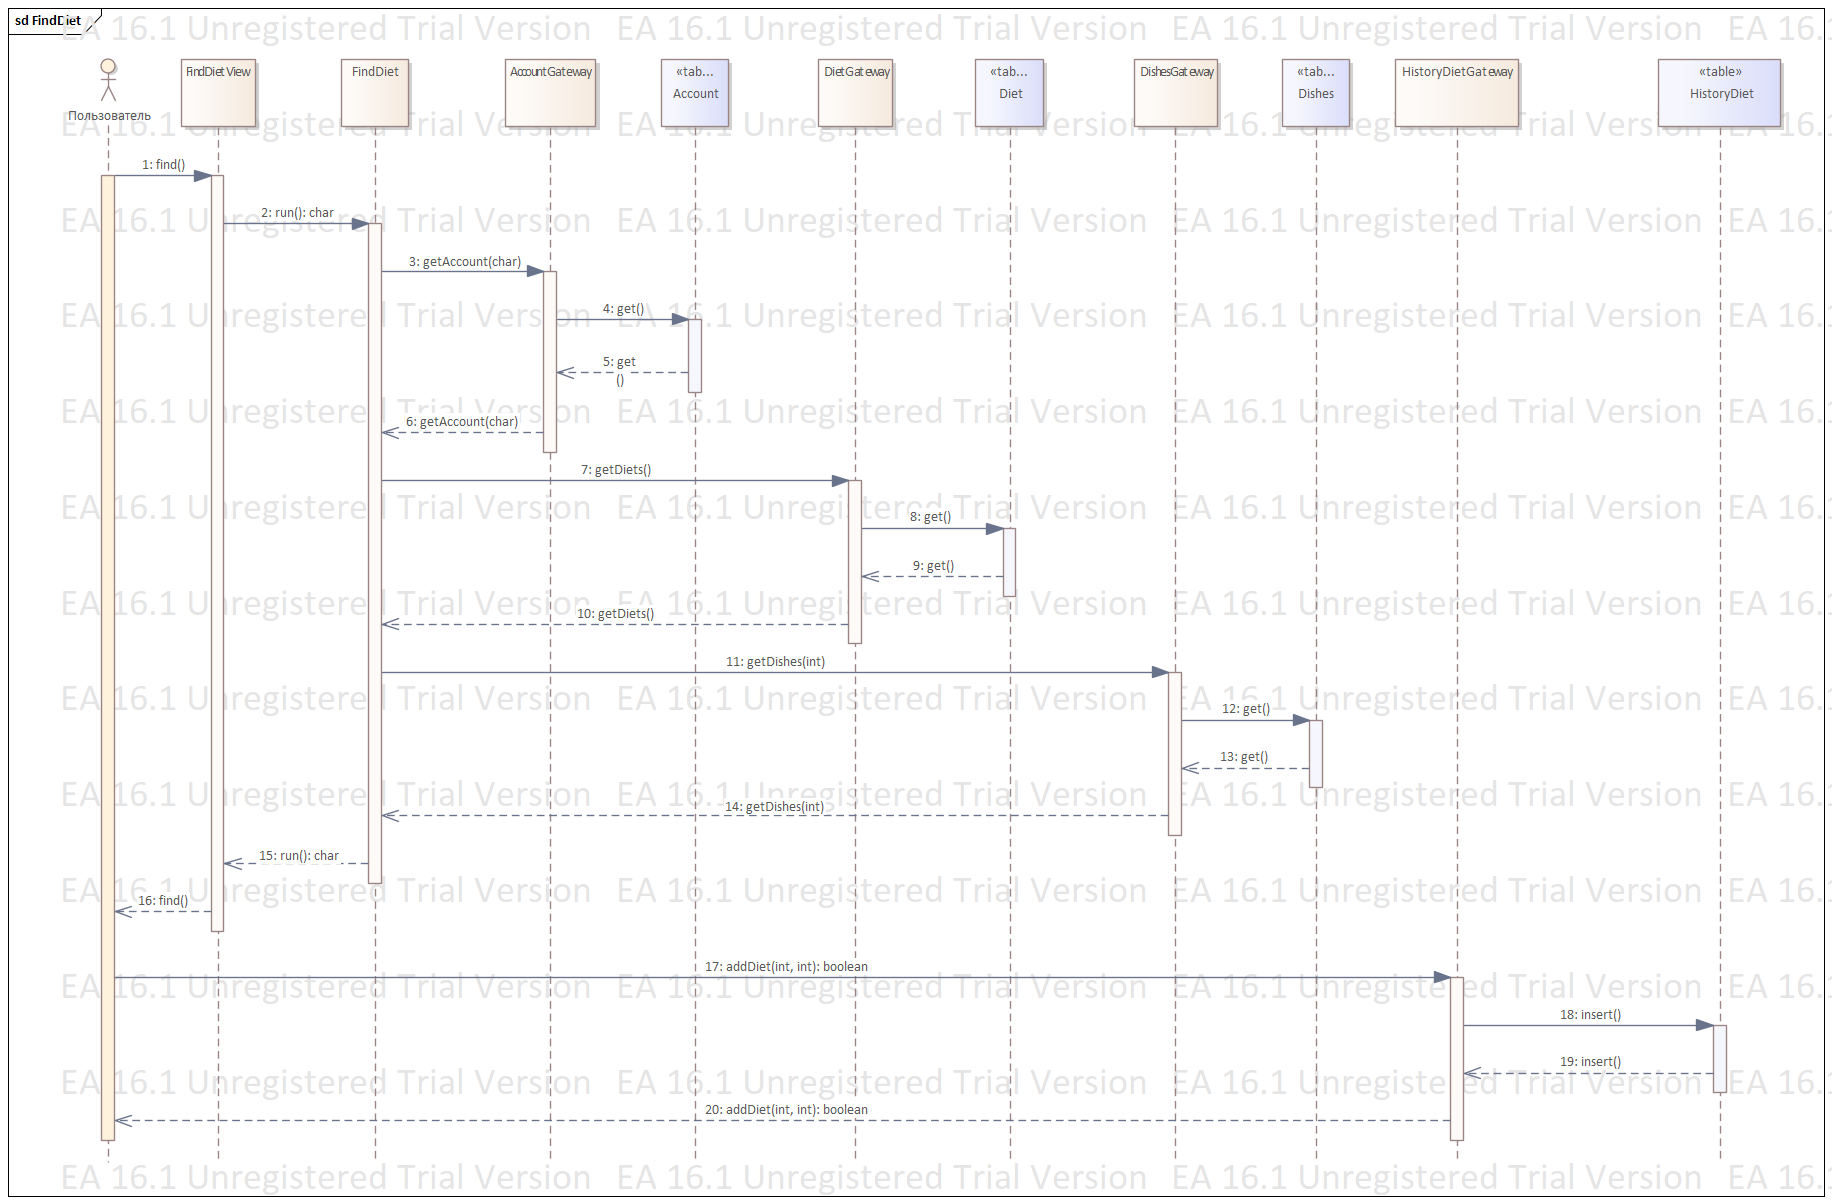 sd FindDiet
FindDietView
FindDiet
AccountGateway
«tab...
Account
DietGateway
«tab...
Diet
DishesGateway
«tab...
Dishes
HistoryDietGateway
«table»
HistoryDiet
Пользователь
1: find()
2: run(): char
3: getAccount(char)
4: get()
5: get
()
6: getAccount(char)
7: getDiets()
8: get()
9: get()
10: getDiets()
11: getDishes(int)
12: get()
13: get()
14: getDishes(int)
15: run(): char
16: find()
17: addDiet(int, int): boolean
18: insert()
19: insert()
20: addDiet(int, int): boolean
EA 16.1 Unregistered Trial Version EA 16.1 Unregistered Trial Version EA 16.1 Unregistered Trial Version EA 16.1